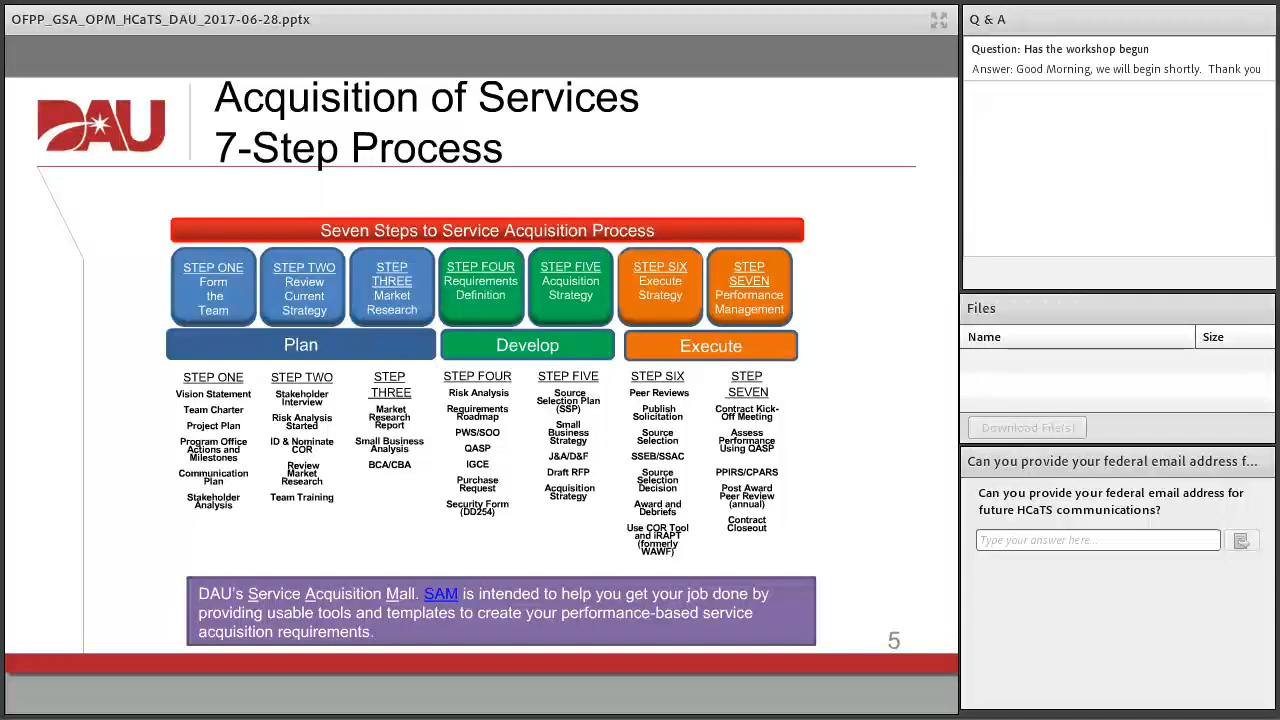 OFPP_GSA_OPM_HCaTS_DAU_2017-06-28.pptx
DAU
Acquisition of Services
7-Step Process
Seven Steps to Service Acquisition Process
STEP ONE
Form
the
Team
STEP TWO
Review
Current
Strategy
STEP
THREE
Market
Research
STEP FOUR
Requirements
Definition
STEP FIVE
Acquisition
Strategy
STEP SIX
Execute
Strategy
STEP
SEVEN
Performance
Management
Plan
Develop
Execute
STEP ONE
Vision Statement
Team Charter
Project Plan
Program Office
Actions and
Milestones
Communication
Plan
Stakeholder
Analysis
STEP TWO
Stakeholder
Interview
Risk Analysis
Started
ID & Nominate
COR
Review
Market
Research
Team Training
STEP
THREE
Market
Research
Report
Small Business
Analysis
BCA/CBA
STEP FOUR
Risk Analysis
Requirements
Roadmap
PWS/SOO
QASP
IGCE
Purchase
Request
Security Form
(DD254)
STEP FIVE
Source
Selection Plan
(SSP)
Small
Business
Strategy
J&A/D&F
Draft RFP
Acquisition
Strategy
STEP SIX
Peer Reviews
Publish
Solicitation
Source
Selection
SSEB/SSAC
Source
Selection
Decision
Award and
Debriefs
Use COR Tool
and iRAPT
(formerly
WAWF)
STEP
SEVEN
Contract Kick-
Off Meeting
Assess
Performance
Using QASP
PPIRS/CPARS
Post Award
Peer Review
(annual)
Contract
Closeout
DAU's Service Acquisition Mall. SAM is intended to help you get your job done by
providing usable tools and templates to create your performance-based service
acquisition requirements.
5
Q & A
Question: Has the workshop begun
Answer: Good Morning, we will begin shortly.  Thank you
Files
Name
Size
Download File(s)
Can you provide your federal email address f...
Can you provide your federal email address for
future HCaTS communications?
Type your answer here...